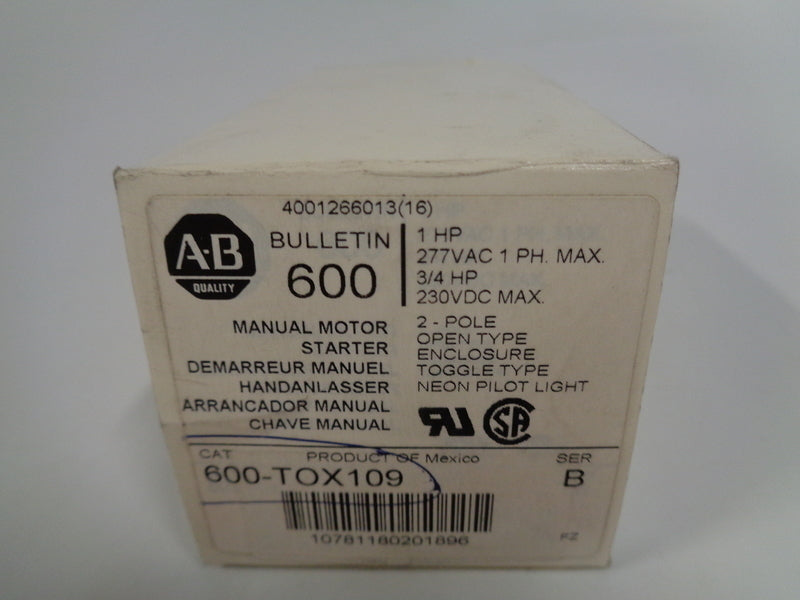 4001266013(16)
A-B
QUALITY
BULLETIN
600
1 HP
277VAC 1 PH. MAX.
3/4 HP
230VDC MAX.
MANUAL MOTOR
STARTER
DEMARREUR MANUEL
HANDANLASSER
ARRANCADOR MANUAL
CHAVE MANUAL
2 - POLE
OPEN TYPE
ENCLOSURE
TOGGLE TYPE
NEON PILOT LIGHT
RU
SA
CAT
PRODUCT OF Mexico
SER
600-TOX109
B
10781180201896
FZ